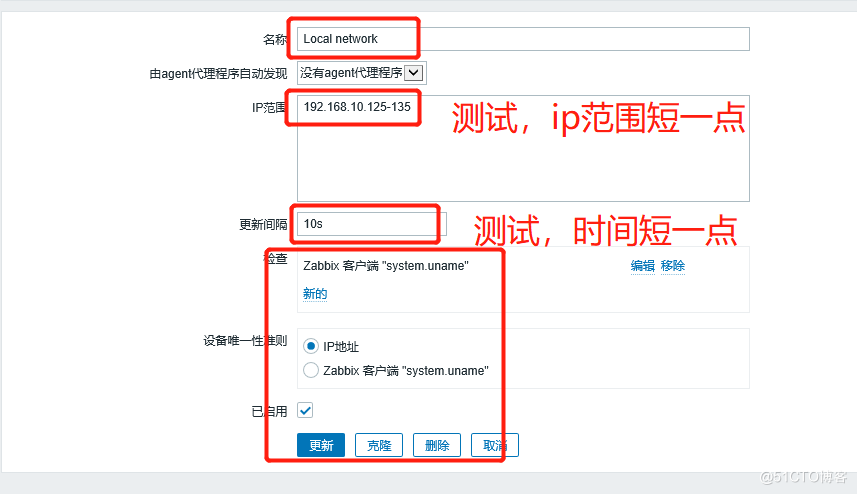 名称 Local network
由agent代理程序自动发现 没有agent代理程序
IP范围 192.168.10.125-135
测试，ip范围短一点
更新间隔 10s
测试，时间短一点
检查 Zabbix 客户端 "system.uname" 编辑 移除
新的
设备唯一性准则 IP地址
Zabbix 客户端 "system.uname"
已启用
更新 克隆 删除 取消
@51CTO博客